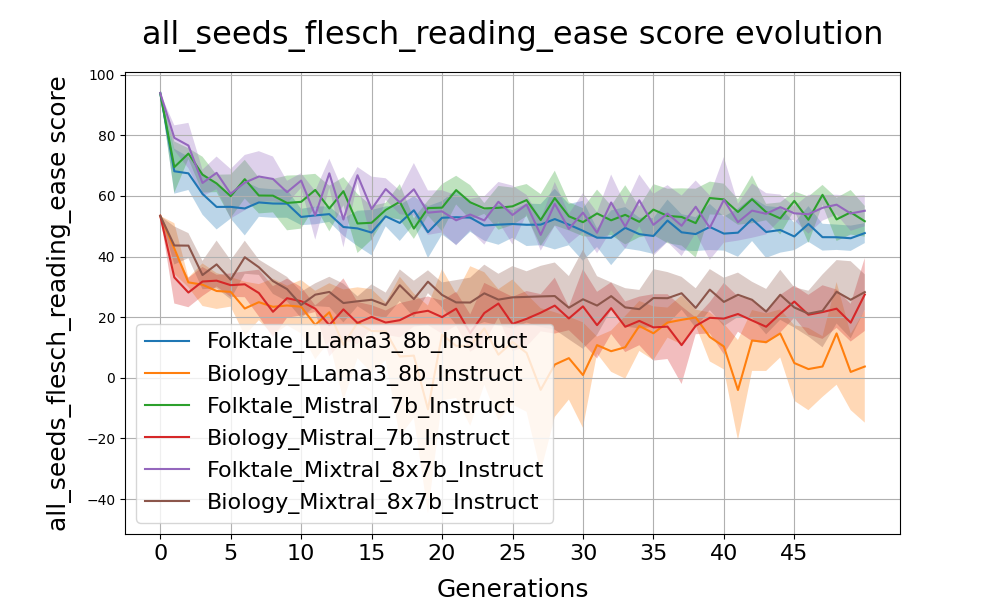 all_seeds_flesch_reading_ease score evolution
all_seeds_flesch_reading_ease score
100
80
60
40
20
0
−20
−40
Folktale_LLama3_8b_Instruct
Biology_LLama3_8b_Instruct
Folktale_Mistral_7b_Instruct
Biology_Mistral_7b_Instruct
Folktale_Mixtral_8x7b_Instruct
Biology_Mixtral_8x7b_Instruct
0 5 10 15 20 25 30 35 40 45
Generations